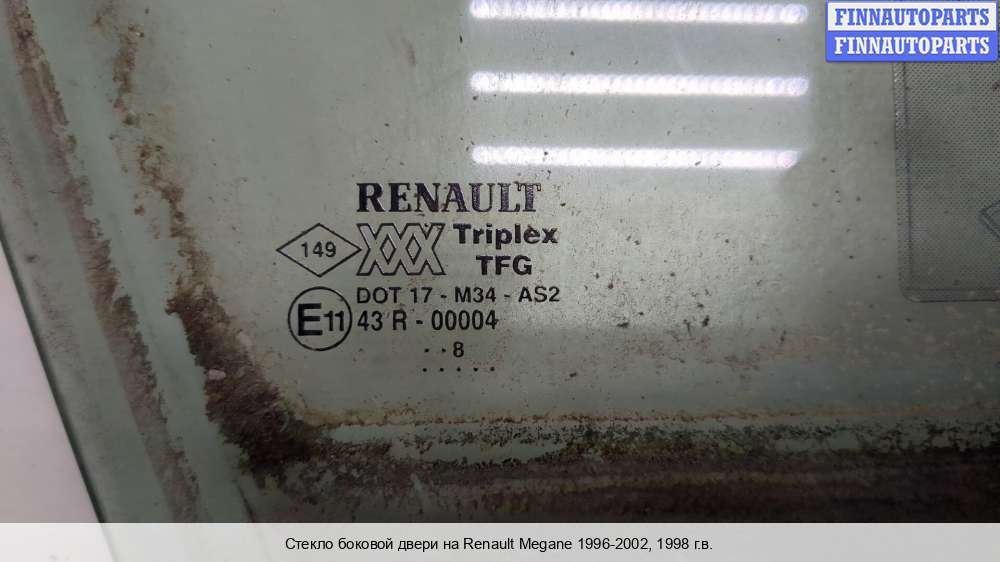 FINNAUTOPARTS
FINNAUTOPARTS
RENAULT
149 XXX Triplex
TFG
DOT 17 - M34 - AS2
E11 43 R - 00004
. . 8
. . . . .
Стекло боковой двери на Renault Megane 1996-2002, 1998 г.в.